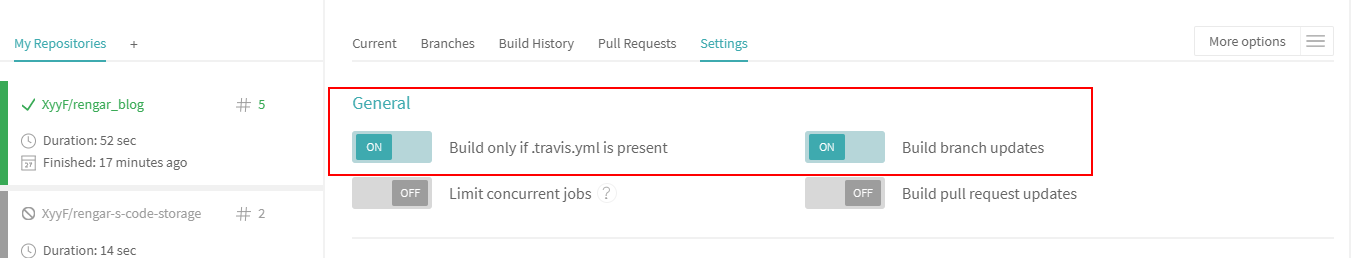 My Repositories +
XyyF/rengar_blog # 5
Duration: 52 sec
27 Finished: 17 minutes ago
XyyF/rengar-s-code-storage # 2
Duration: 14 sec
Current Branches Build History Pull Requests Settings More options
General
ON Build only if .travis.yml is present ON Build branch updates
OFF Limit concurrent jobs ? OFF Build pull request updates